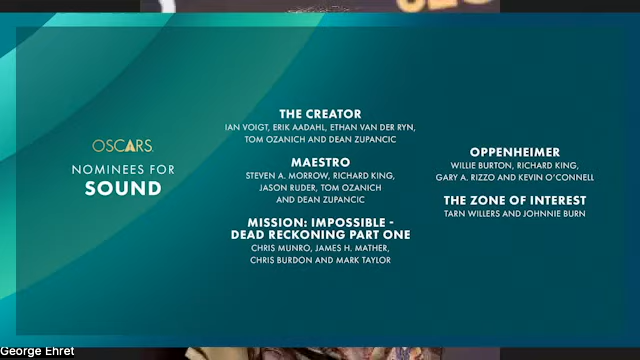 OSCARS
NOMINEES FOR
SOUND
THE CREATOR
IAN VOIGT, ERIK AADAHL, ETHAN VAN DER RYN,
TOM OZANICH AND DEAN ZUPANCIC
MAESTRO
STEVEN A. MORROW, RICHARD KING,
JASON RUDER, TOM OZANICH
AND DEAN ZUPANCIC
MISSION: IMPOSSIBLE -
DEAD RECKONING PART ONE
CHRIS MUNRO, JAMES H. MATHER,
CHRIS BURDON AND MARK TAYLOR
OPPENHEIMER
WILLIE BURTON, RICHARD KING,
GARY A. RIZZO AND KEVIN O'CONNELL
THE ZONE OF INTEREST
TARN WILLERS AND JOHNNIE BURN
George Ehret